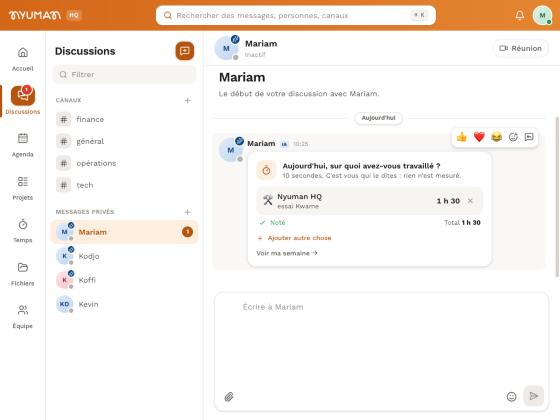 NYUMAN HQ
Rechercher des messages, personnes, canaux
⌘ K
M
Accueil
1
Discussions
Agenda
Projets
Temps
Fichiers
Équipe
Discussions
Filtrer
CANAUX
# finance
# général
# opérations
# tech
MESSAGES PRIVÉS
M Mariam 1
K Kodjo
K Koffi
KD Kevin
M Mariam
Inactif
Réunion
Mariam
Le début de votre discussion avec Mariam.
Aujourd'hui
M Mariam IA 10:25
Aujourd'hui, sur quoi avez-vous travaillé ?
10 secondes. C'est vous qui le dites : rien n'est mesuré.
Nyuman HQ
essai Kwame
1 h 30 ×
✓ Noté
Total 1 h 30
+ Ajouter autre chose
Voir ma semaine →
Écrire à Mariam